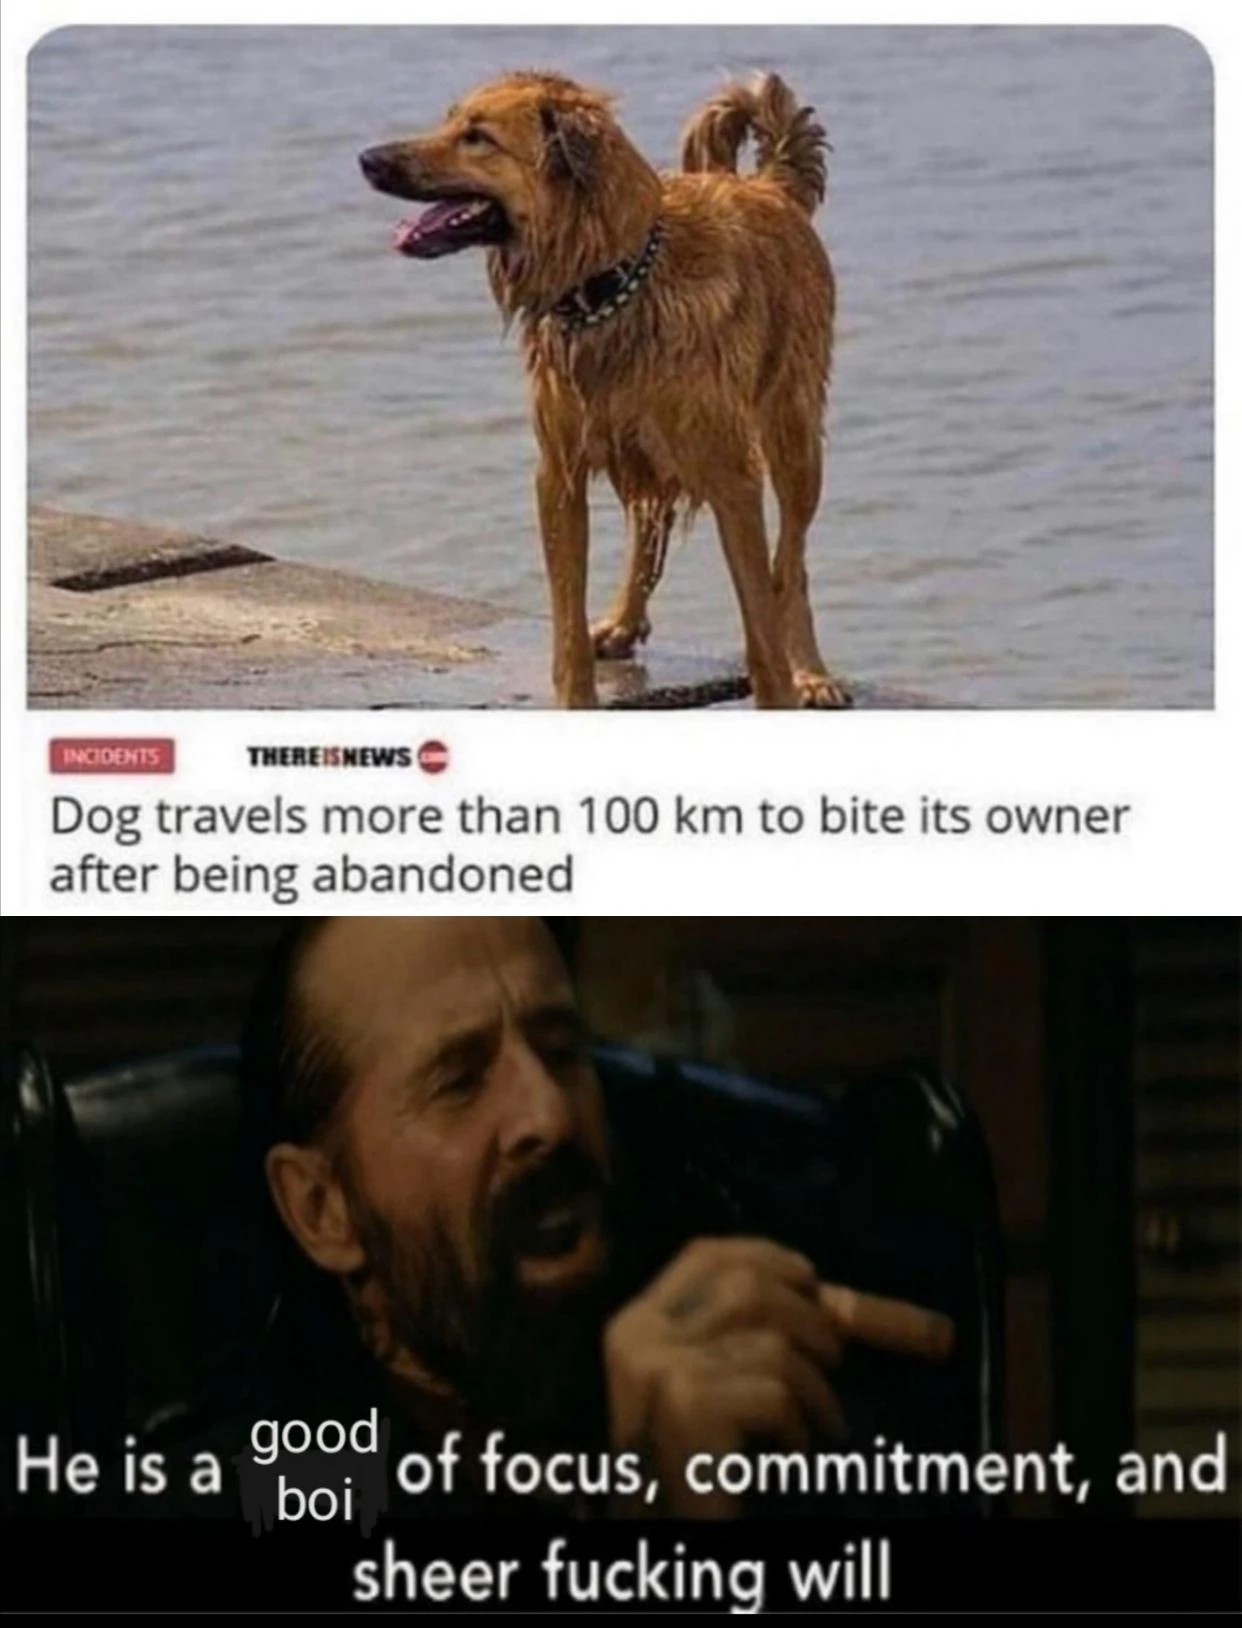 INCIDENTS THEREISNEWS
Dog travels more than 100 km to bite its owner
after being abandoned
He is a good boi of focus, commitment, and
sheer fucking will